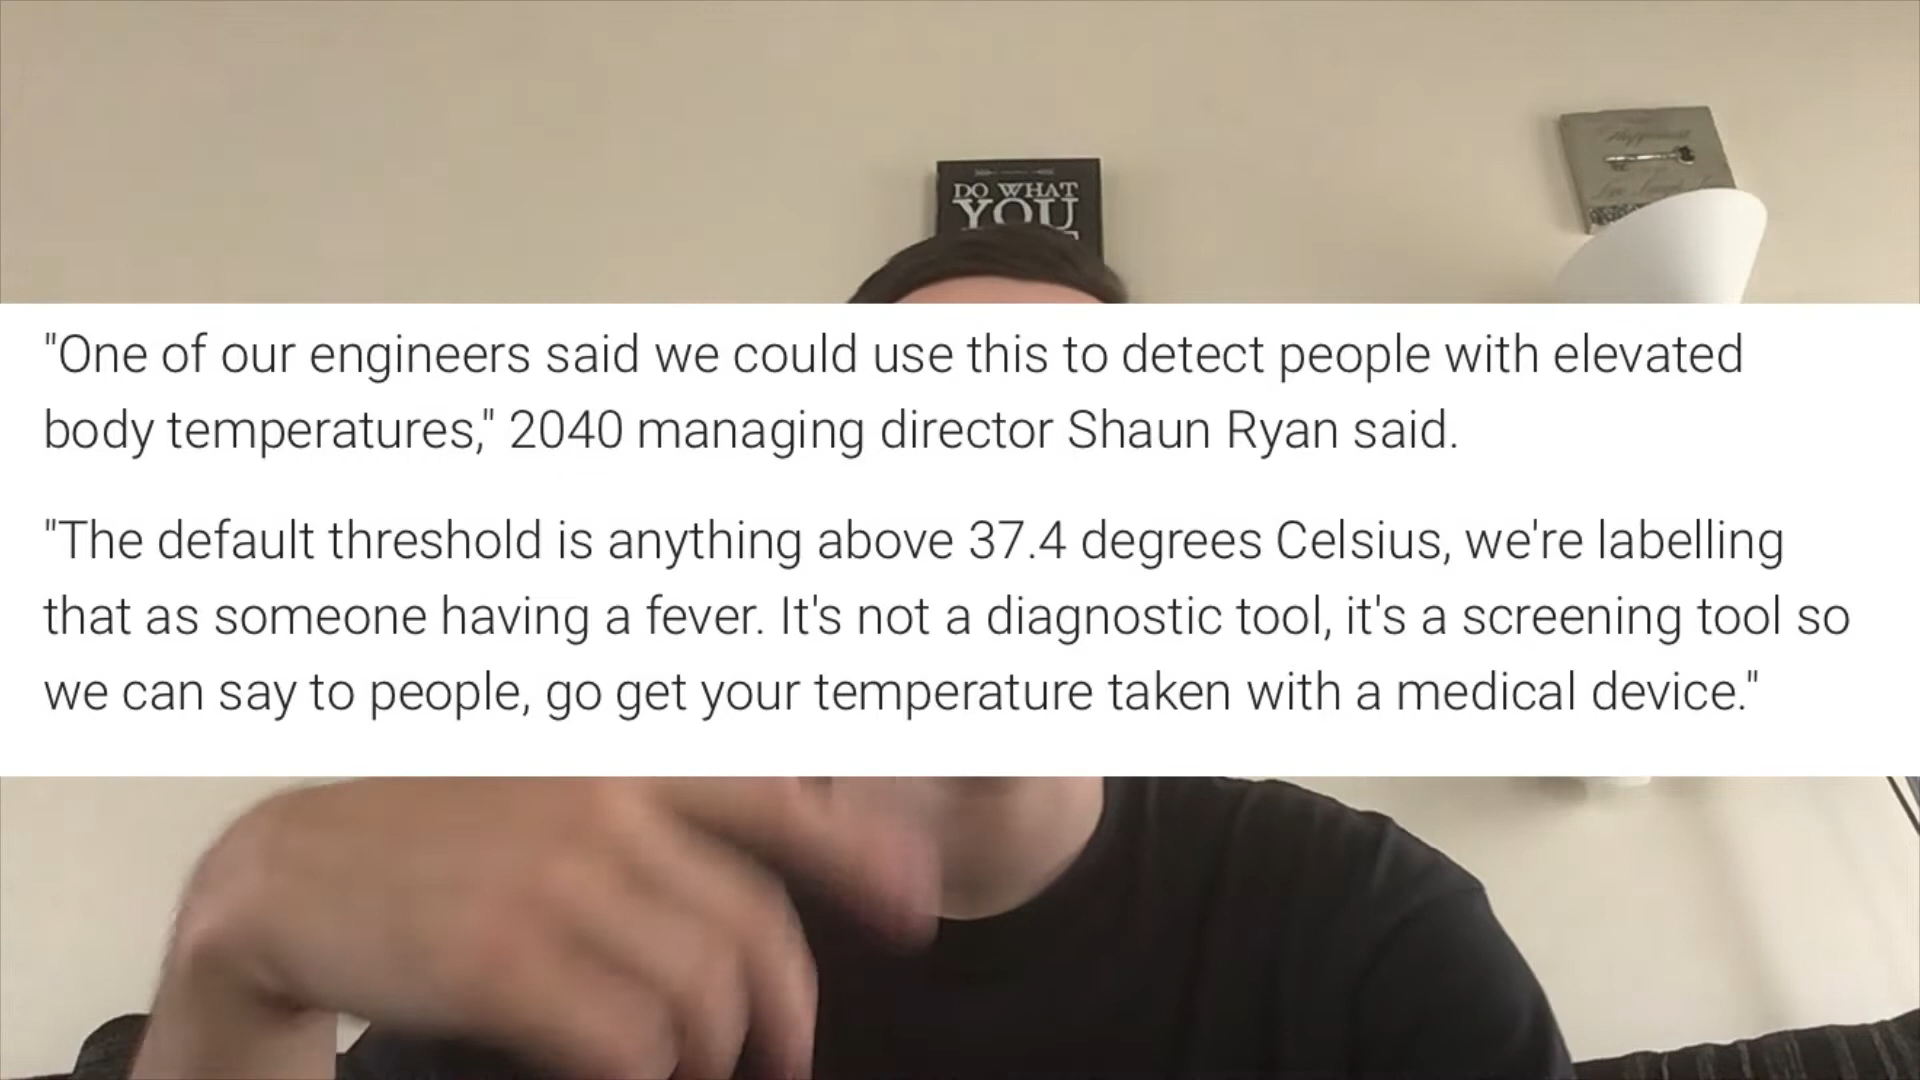 DO WHAT
YOU
Happiness
"One of our engineers said we could use this to detect people with elevated
body temperatures," 2040 managing director Shaun Ryan said.
"The default threshold is anything above 37.4 degrees Celsius, we're labelling
that as someone having a fever. It's not a diagnostic tool, it's a screening tool so
we can say to people, go get your temperature taken with a medical device."